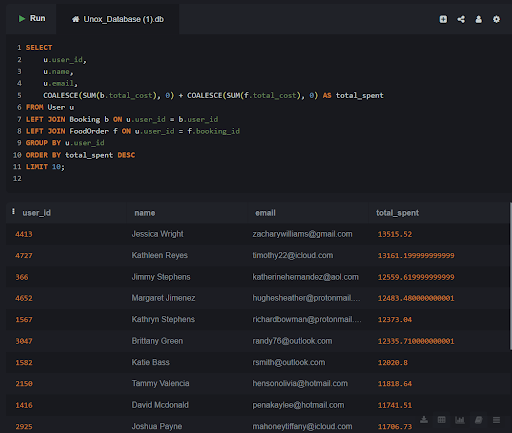 Run
Unox_Database (1).db
1 SELECT
2 u.user_id,
3 u.name,
4 u.email,
5 COALESCE(SUM(b.total_cost), 0) + COALESCE(SUM(f.total_cost), 0) AS total_spent
6 FROM User u
7 LEFT JOIN Booking b ON u.user_id = b.user_id
8 LEFT JOIN FoodOrder f ON u.user_id = f.booking_id
9 GROUP BY u.user_id
10 ORDER BY total_spent DESC
11 LIMIT 10;
12
user_id name email total_spent
4413 Jessica Wright zacharywilliams@gmail.com 13515.52
4727 Kathleen Reyes timothy22@icloud.com 13161.199999999999
366 Jimmy Stephens katherinehernandez@aol.com 12559.619999999999
4652 Margaret Jimenez hughesheather@protonmail.... 12483.480000000001
1567 Kathryn Stephens richardbowman@protonmail.... 12373.04
3047 Brittany Green randy76@outlook.com 12335.710000000001
1582 Katie Bass rsmith@outlook.com 12020.8
2150 Tammy Valencia hensonolivia@hotmail.com 11818.64
1416 David Mcdonald penakaylee@hotmail.com 11741.51
2925 Joshua Payne mahoneytiffany@icloud.com 11706.73